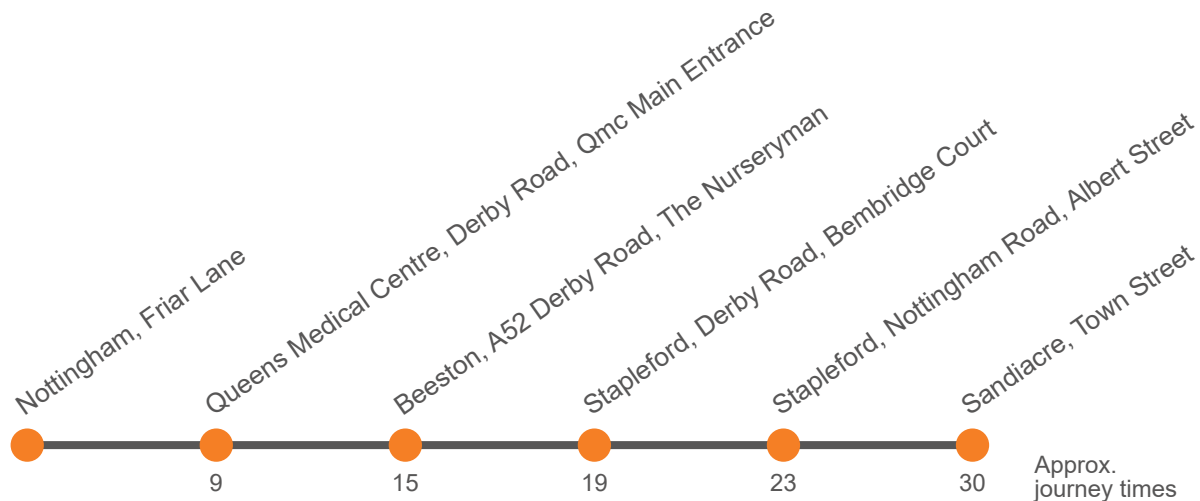 Nottingham, Friar Lane
Queens Medical Centre, Derby Road, Qmc Main Entrance
Beeston, A52 Derby Road, The Nurseryman
Stapleford, Derby Road, Bembridge Court
Stapleford, Nottingham Road, Albert Street
Sandiacre, Town Street
9
15
19
23
30
Approx.
journey times